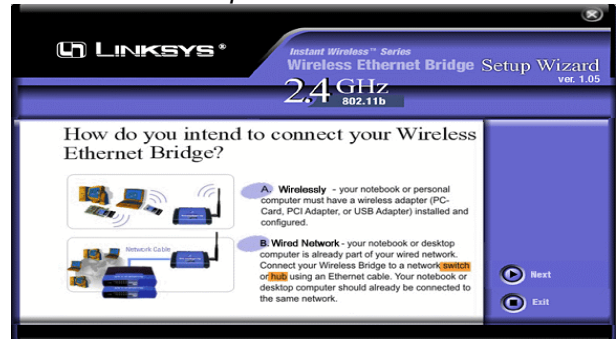 LINKSYS®
Instant Wireless™ Series
Wireless Ethernet Bridge Setup Wizard
ver. 1.05
2.4 GHz
802.11b
How do you intend to connect your Wireless
Ethernet Bridge?
A. Wirelessly - your notebook or personal
computer must have a wireless adapter (PC-
Card, PCI Adapter, or USB Adapter) installed and
configured.
Network Cable
B. Wired Network - your notebook or desktop
computer is already part of your wired network.
Connect your Wireless Bridge to a network switch
or hub using an Ethernet cable. Your notebook or
desktop computer should already be connected to
the same network.
Next
Exit